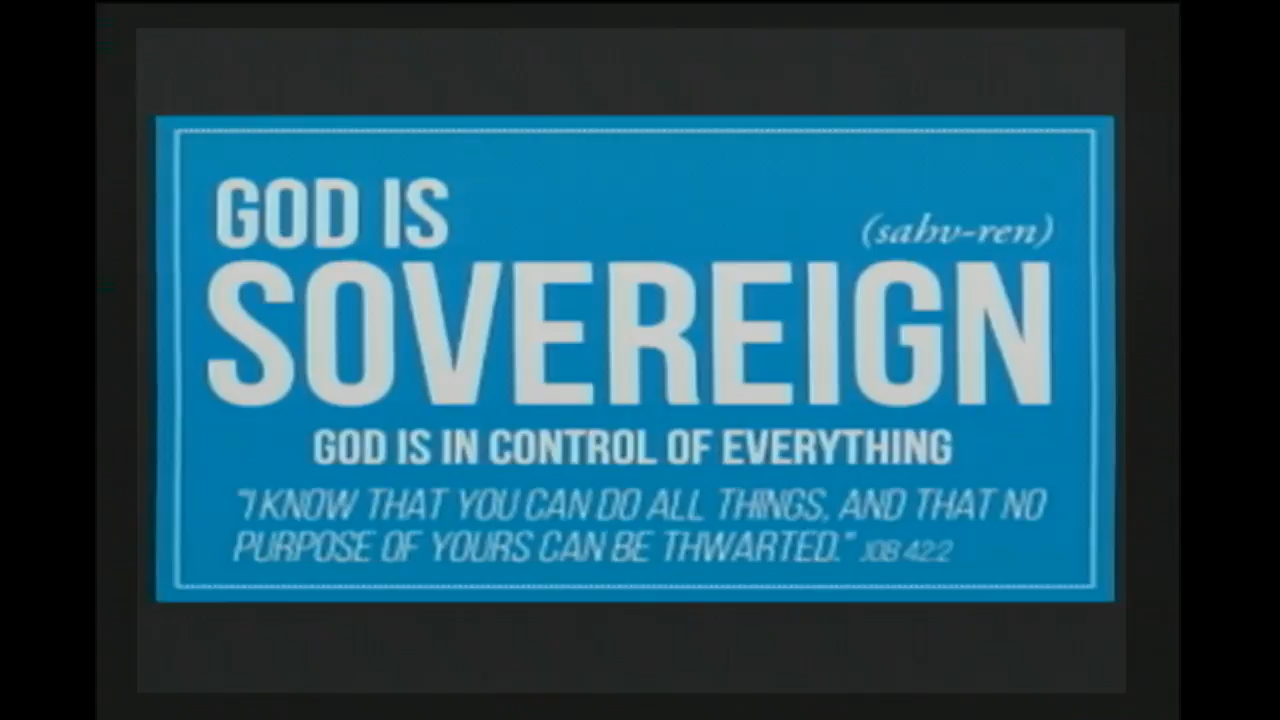 GOD IS
(sahv-ren)
SOVEREIGN
GOD IS IN CONTROL OF EVERYTHING
"I KNOW THAT YOU CAN DO ALL THINGS, AND THAT NO
PURPOSE OF YOURS CAN BE THWARTED." JOB 42:2